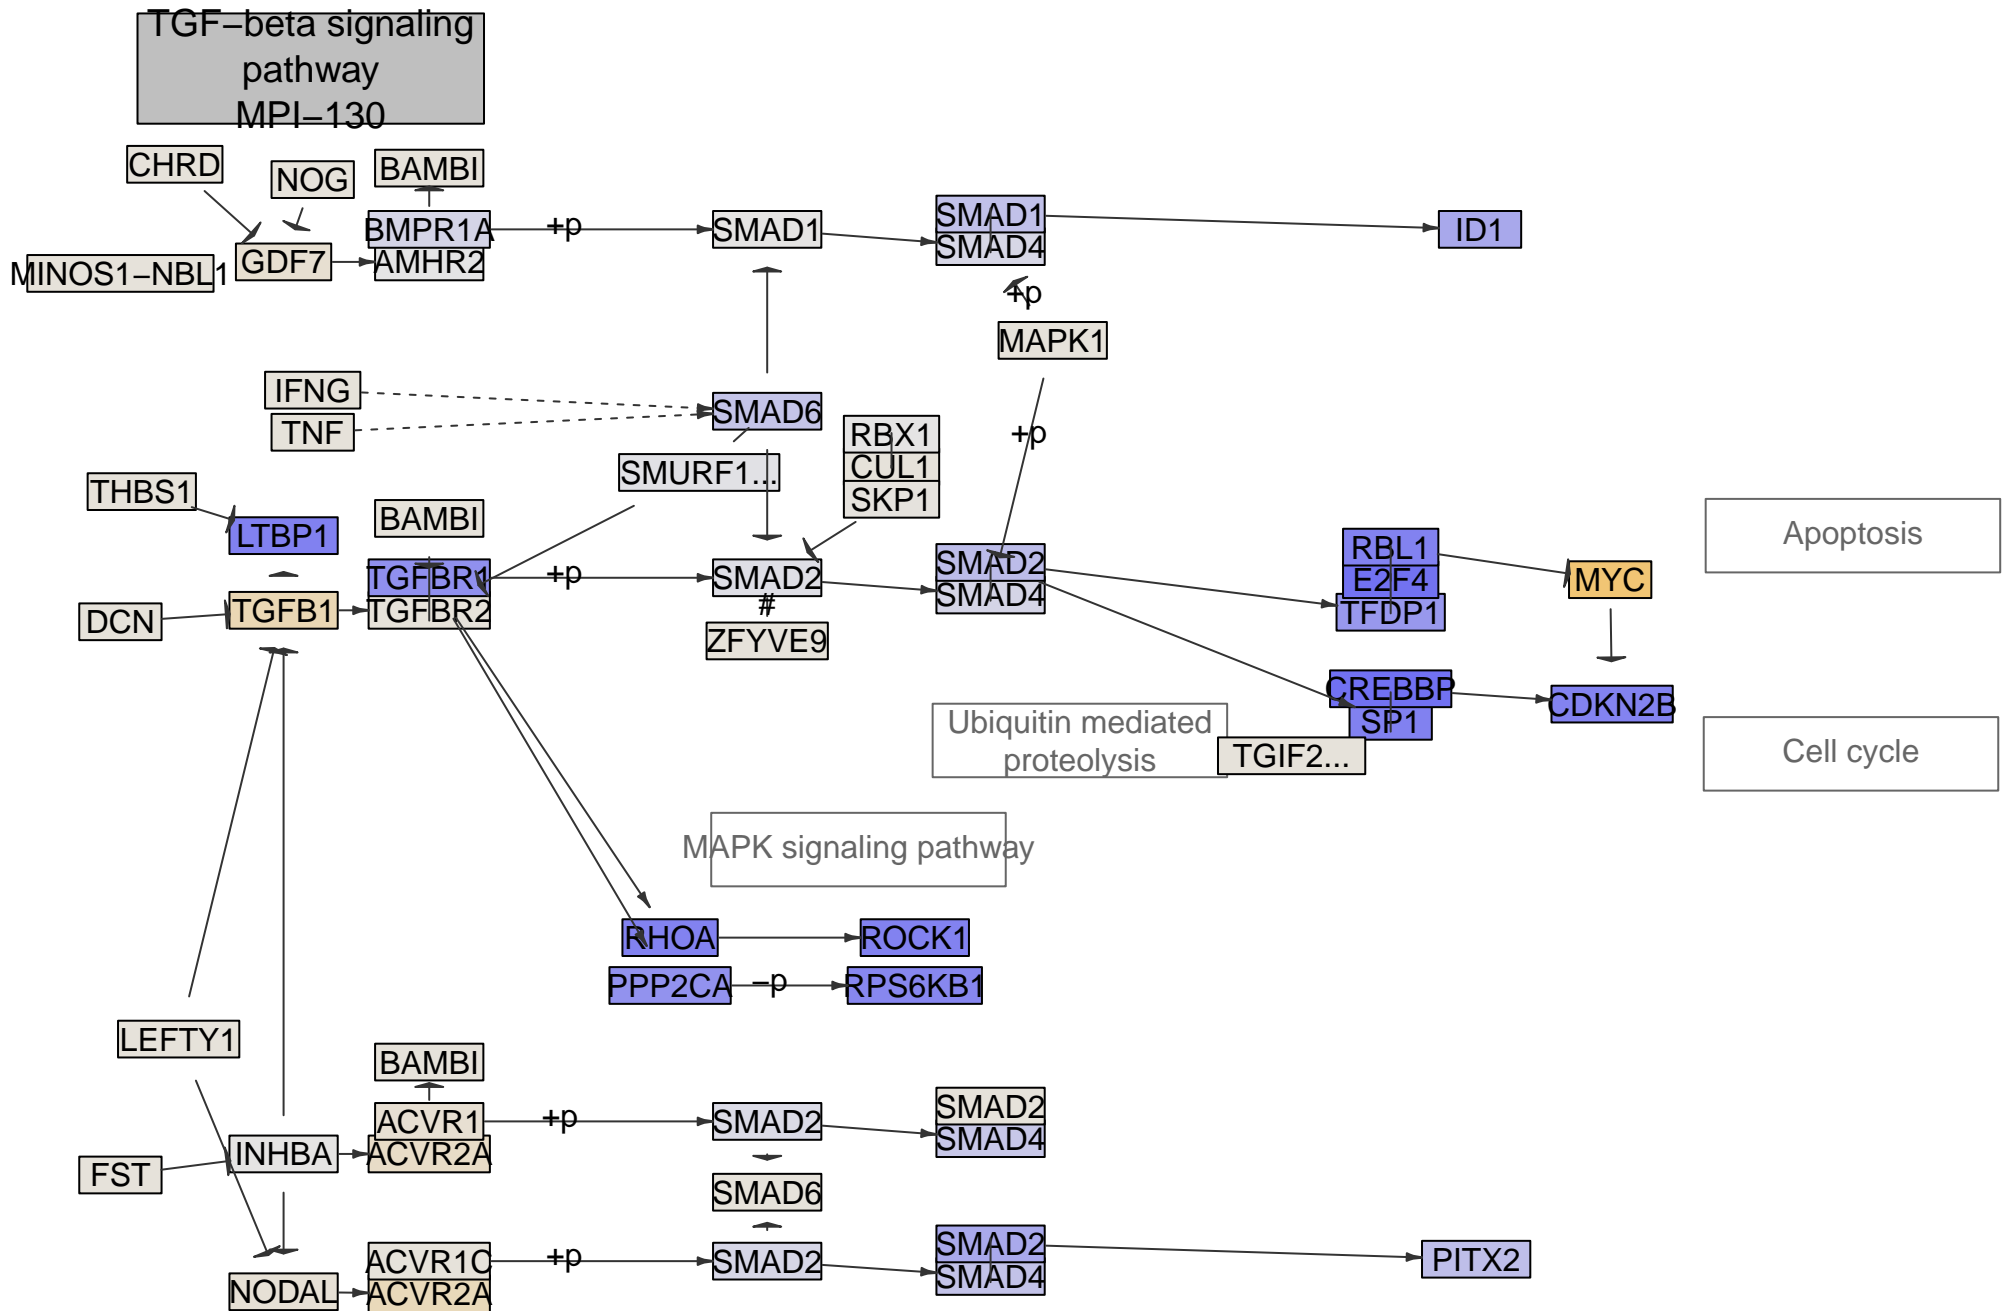 TGF−beta signaling
pathway
MPI−130
CHRD
NOG
BAMBI
BMPR1A
+p
SMAD1
SMAD1
SMAD4
ID1
MINOS1−NBL1
GDF7
AMHR2
+p
MAPK1
IFNG
TNF
SMAD6
RBX1
CUL1
SKP1
+p
SMURF1...
THBS1
LTBP1
BAMBI
TGFBR1
TGFBR2
+p
SMAD2
#
ZFYVE9
SMAD2
SMAD4
RBL1
E2F4
TFDP1
MYC
Apoptosis
DCN
TGFB1
CREBBP
SP1
CDKN2B
Ubiquitin mediated
proteolysis
TGIF2...
Cell cycle
MAPK signaling pathway
RHOA
ROCK1
PPP2CA
−p
RPS6KB1
LEFTY1
BAMBI
ACVR1
ACVR2A
+p
SMAD2
SMAD2
SMAD4
INHBA
FST
SMAD6
ACVR1C
ACVR2A
+p
SMAD2
SMAD2
SMAD4
PITX2
NODAL